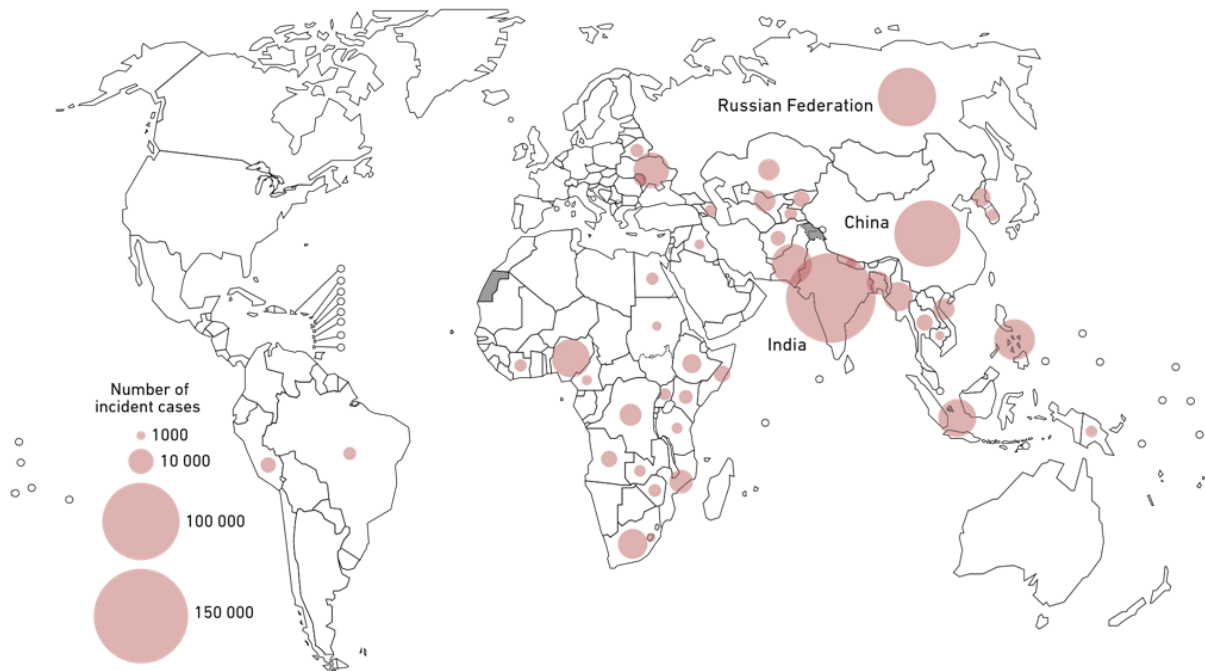 Russian Federation
China
India
Number of
incident cases
1000
10 000
100 000
150 000